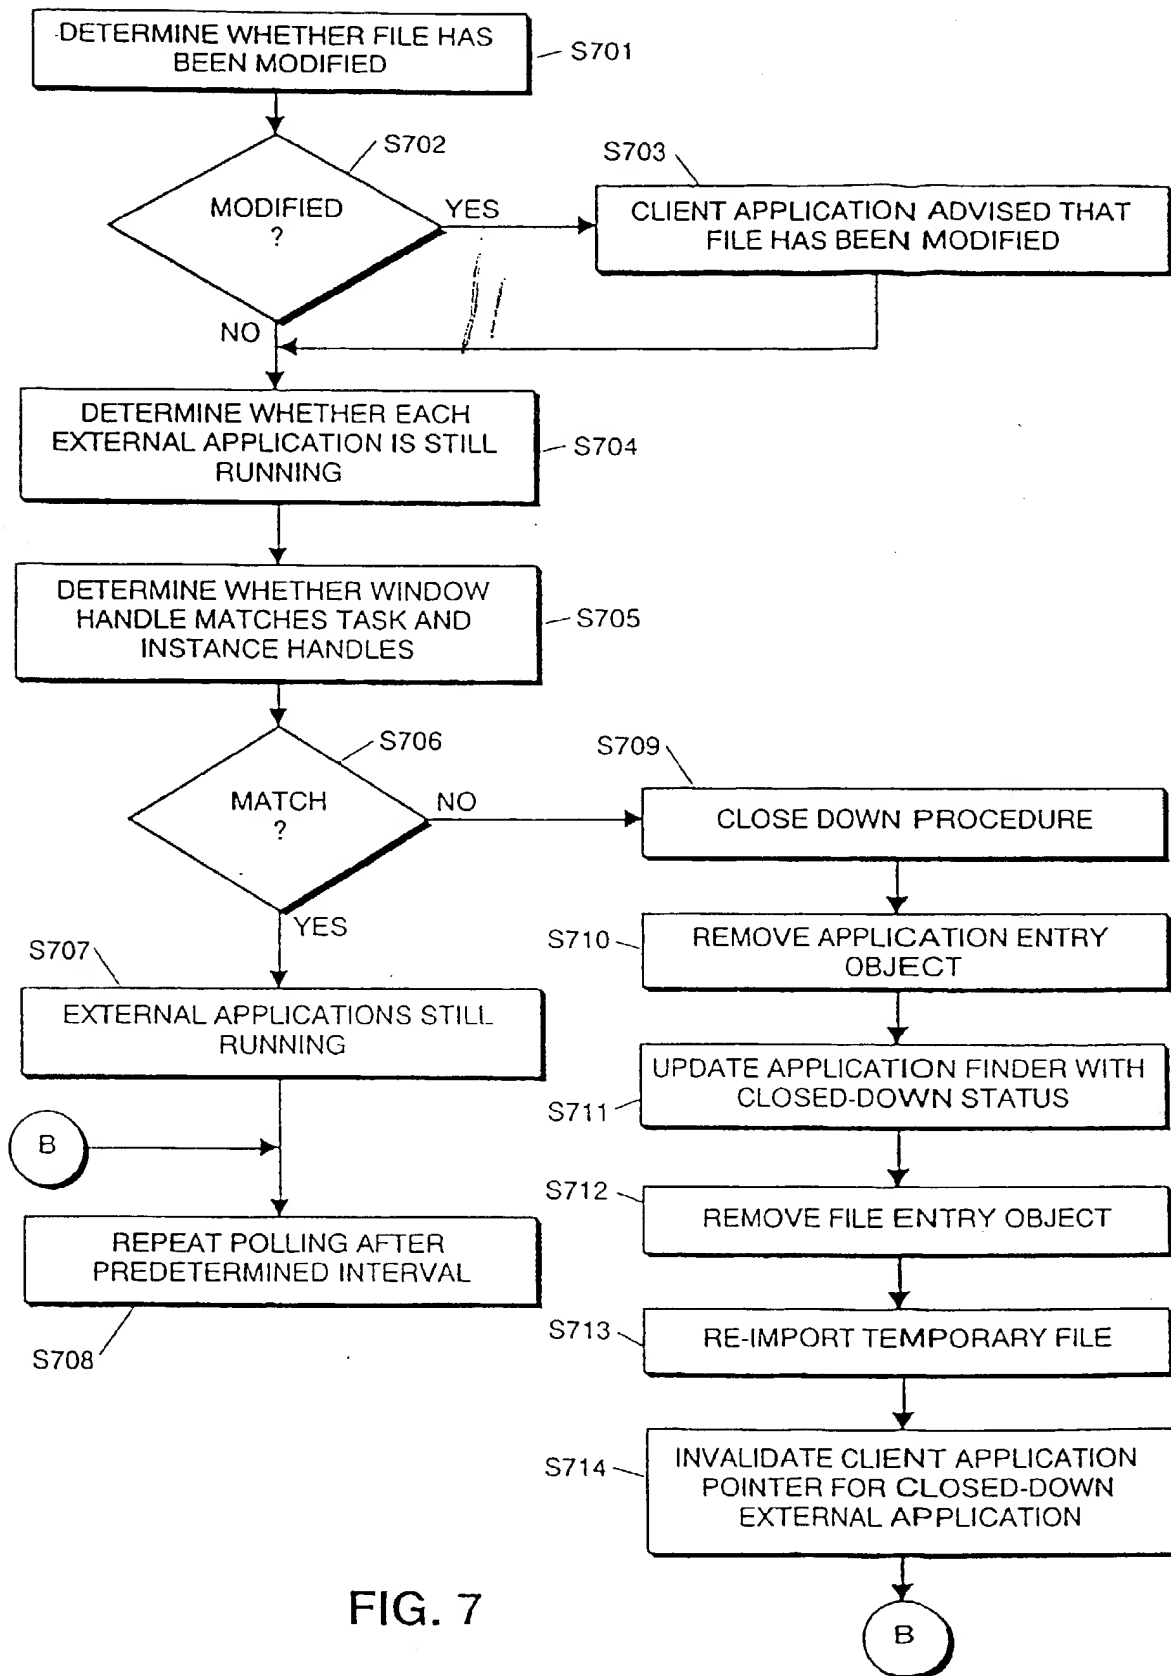 DETERMINE WHETHER FILE HAS
BEEN MODIFIED
S701
S702
MODIFIED
?
YES
NO
S703
CLIENT APPLICATION ADVISED THAT
FILE HAS BEEN MODIFIED
DETERMINE WHETHER EACH
EXTERNAL APPLICATION IS STILL
RUNNING
S704
DETERMINE WHETHER WINDOW
HANDLE MATCHES TASK AND
INSTANCE HANDLES
S705
S706
MATCH
?
NO
YES
S707
EXTERNAL APPLICATIONS STILL
RUNNING
B
REPEAT POLLING AFTER
PREDETERMINED INTERVAL
S708
S709
CLOSE DOWN PROCEDURE
S710
REMOVE APPLICATION ENTRY
OBJECT
UPDATE APPLICATION FINDER WITH
CLOSED-DOWN STATUS
S711
S712
REMOVE FILE ENTRY OBJECT
S713
RE-IMPORT TEMPORARY FILE
S714
INVALIDATE CLIENT APPLICATION
POINTER FOR CLOSED-DOWN
EXTERNAL APPLICATION
B
FIG. 7